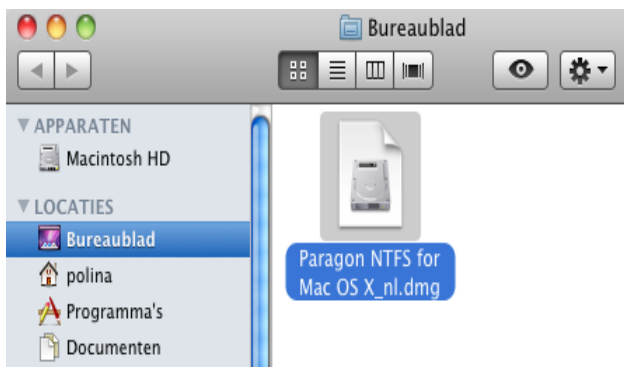 Bureaublad
APPARATEN
Macintosh HD
LOCATIES
Bureaublad
polina
Programma's
Documenten
Paragon NTFS for
Mac OS X_nl.dmg